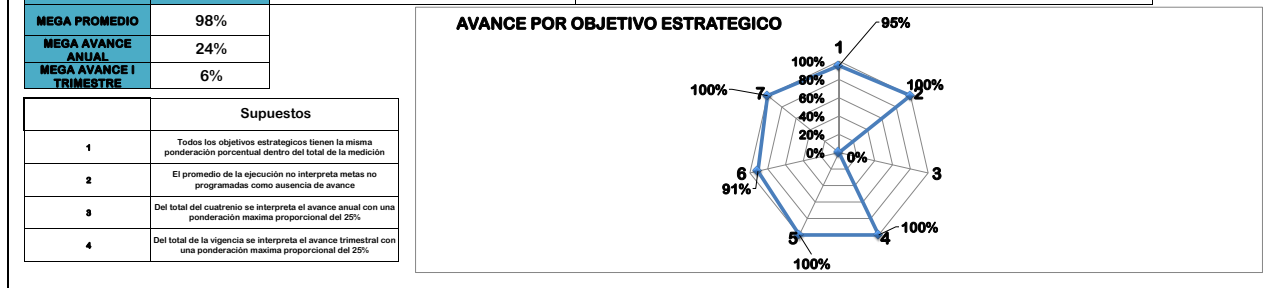 MEGA PROMEDIO
98%
MEGA AVANCE
ANUAL
24%
MEGA AVANCE I
TRIMESTRE
6%
Supuestos
1
Todos los objetivos estrategicos tienen la misma
ponderación porcentual dentro del total de la medición
2
El promedio de la ejecución no interpreta metas no
programadas como ausencia de avance
3
Del total del cuatrenio se interpreta el avance anual con una
ponderación maxima proporcional del 25%
4
Del total de la vigencia se interpreta el avance trimestral con
una ponderación maxima proporcional del 25%
AVANCE POR OBJETIVO ESTRATEGICO
95%
1
100%
80%
60%
40%
20%
0%
100%
2
0%
3
100%
4
100%
5
91%
6
100%
7